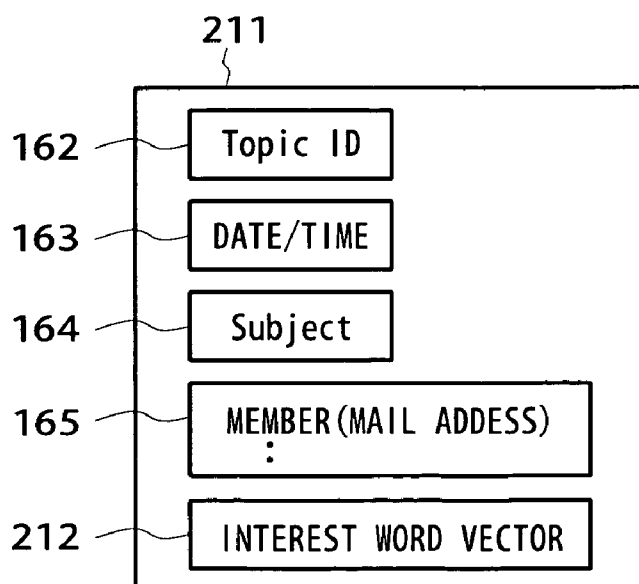 211
162 Topic ID
163 DATE/TIME
164 Subject
165 MEMBER(MAIL ADDESS)
:
212 INTEREST WORD VECTOR